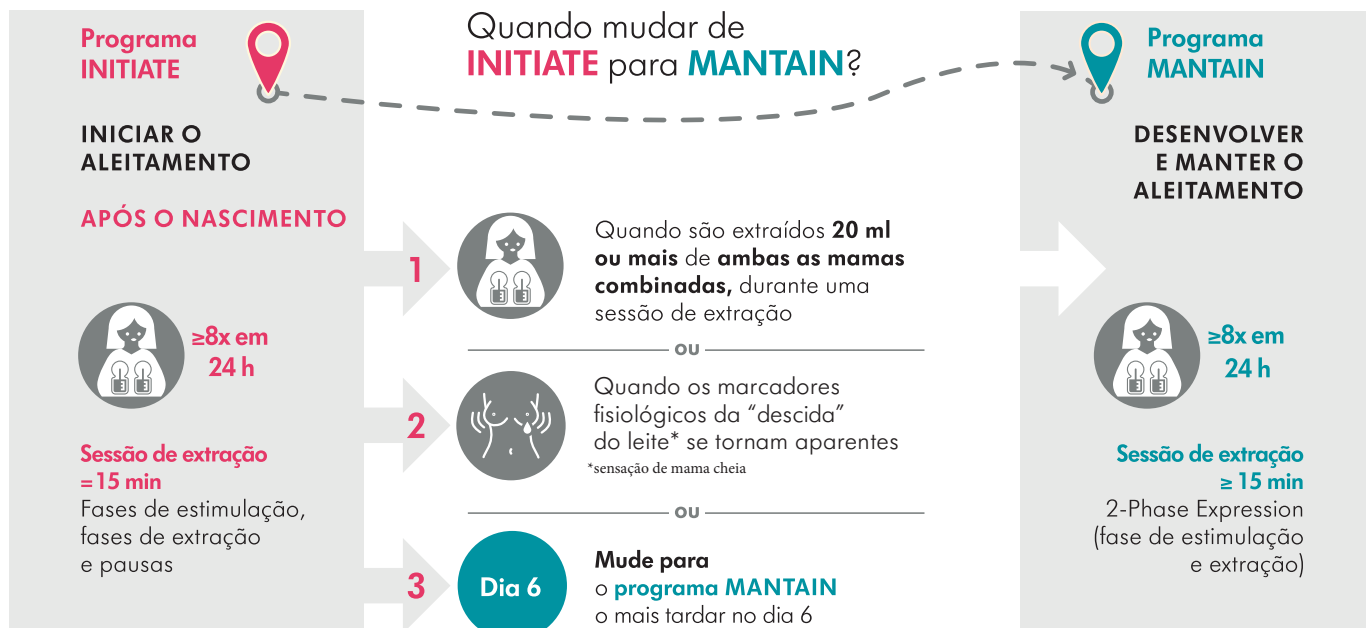 Programa
INITIATE
INICIAR O
ALEITAMENTO
APÓS O NASCIMENTO
≥8x em
24 h
Sessão de extração
=15 min
Fases de estimulação,
fases de extração
e pausas
Quando mudar de
INITIATE para MANTAIN?
1
Quando são extraídos 20 ml
ou mais de ambas as mamas
combinadas, durante uma
sessão de extração
OU
2
Quando os marcadores
fisiológicos da “descida”
do leite* se tornam aparentes
*sensação de mama cheia
OU
3
Dia 6
Mude para
o programa MANTAIN
o mais tardar no dia 6
Programa
MANTAIN
DESENVOLVER
E MANTER O
ALEITAMENTO
≥8x em
24 h
Sessão de extração
≥ 15 min
2-Phase Expression
(fase de estimulação
e extração)